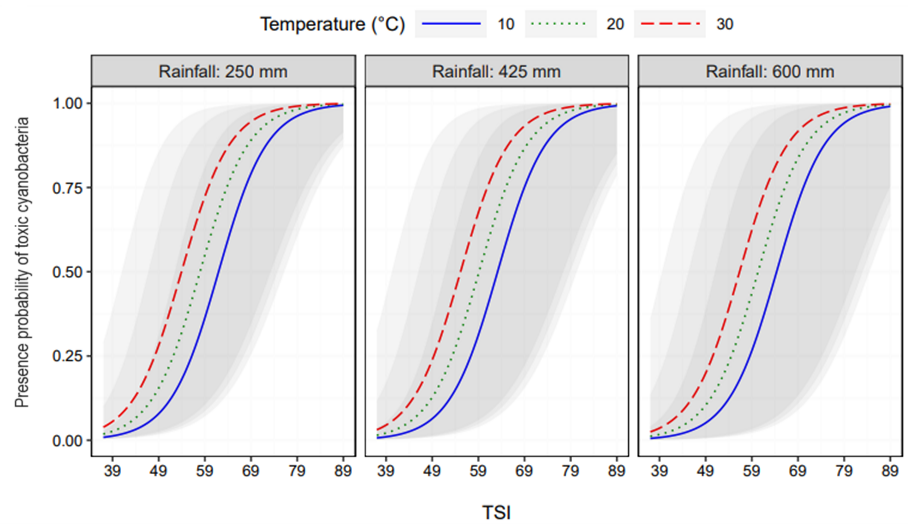 Temperature (°C) 10 20 30
Rainfall: 250 mm Rainfall: 425 mm Rainfall: 600 mm
Presence probability of toxic cyanobacteria
1.00
0.75
0.50
0.25
0.00
39 49 59 69 79 89 39 49 59 69 79 89 39 49 59 69 79 89
TSI